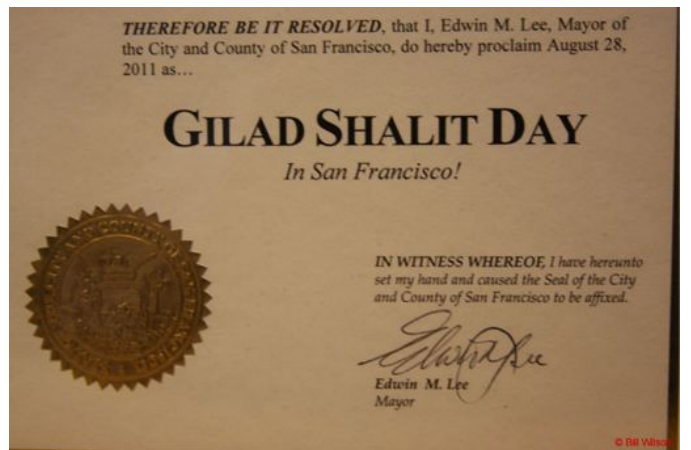 THEREFORE BE IT RESOLVED, that I, Edwin M. Lee, Mayor of
the City and County of San Francisco, do hereby proclaim August 28,
2011 as…
GILAD SHALIT DAY
In San Francisco!
IN WITNESS WHEREOF, I have hereunto
set my hand and caused the Seal of the City
and County of San Francisco to be affixed.
Edwin M. Lee
Edwin M. Lee
Mayor
© Bill Wilson